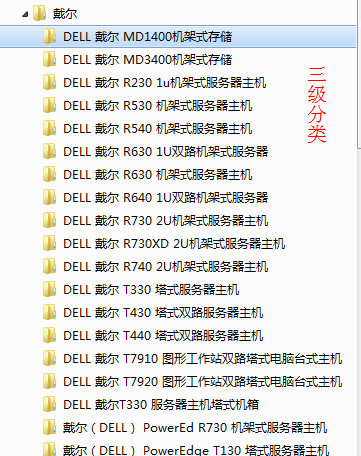 戴尔
DELL 戴尔 MD1400机架式存储
DELL 戴尔 MD3400机架式存储
DELL 戴尔 R230 1u机架式服务器主机
DELL 戴尔 R530 机架式服务器主机
DELL 戴尔 R540 机架式服务器主机
DELL 戴尔 R630 1U双路机架式服务器
DELL 戴尔 R630 机架式服务器主机
DELL 戴尔 R640 1U双路机架式服务器
DELL 戴尔 R730 2U机架式服务器主机
DELL 戴尔 R730XD 2U机架式服务器主机
DELL 戴尔 R740 2U机架式服务器主机
DELL 戴尔 T330 塔式服务器主机
DELL 戴尔 T430 塔式双路服务器主机
DELL 戴尔 T440 塔式双路服务器主机
DELL 戴尔 T7910 图形工作站双路塔式电脑台式主机
DELL 戴尔 T7920 图形工作站双路塔式电脑台式主机
DELL 戴尔T330 服务器主机塔式机箱
戴尔（DELL） PowerEd R730 机架式服务器主机
戴尔（DELL） PowerEdge T130 塔式服务器主机
三级分类